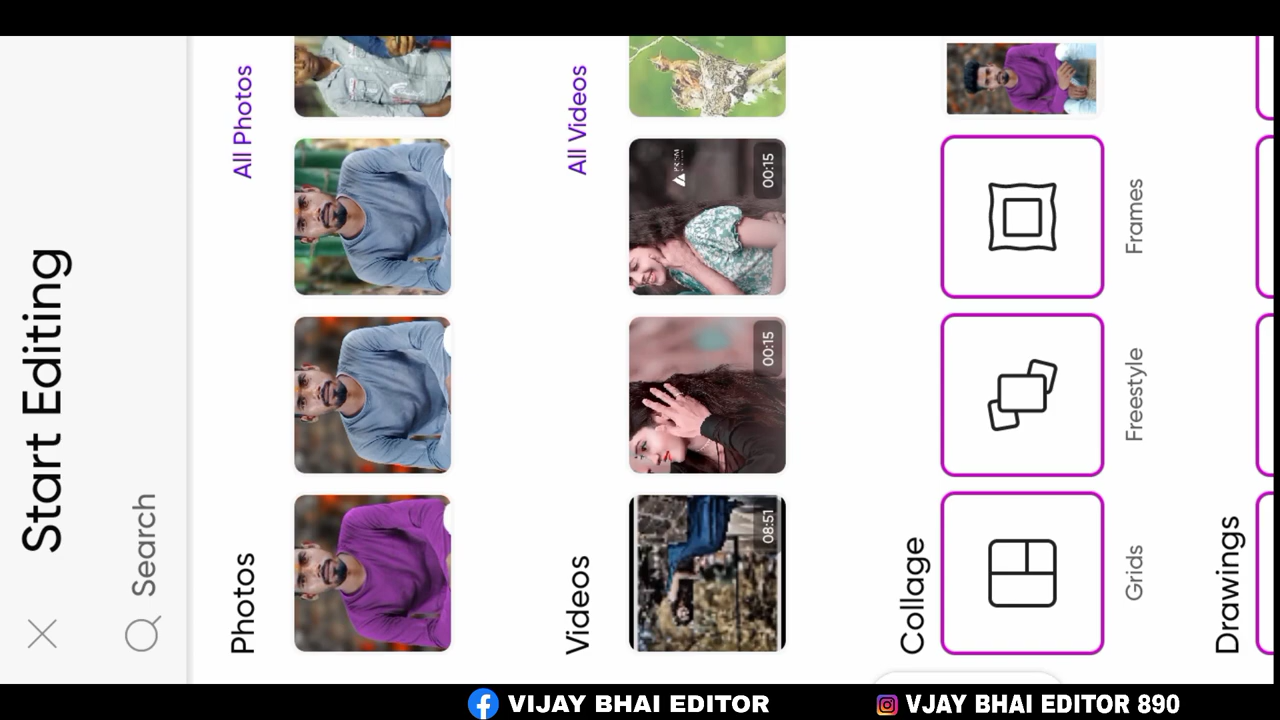 Start Editing
Search
Photos
All Photos
Videos
All Videos
08:51
00:15
00:15
Collage
Grids
Freestyle
Frames
Drawings
VIJAY BHAI EDITOR
VJAY BHAI EDITOR 890